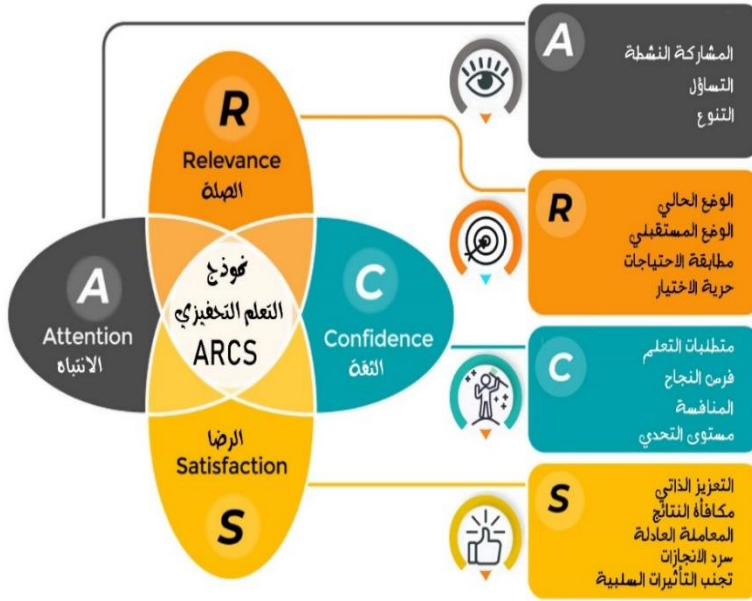 R
Relevance
الصلة
A
Attention
الانتباه
نموذج
التعلم التحفيزي
ARCS
C
Confidence
الثقة
الرضا
Satisfaction
S
A
المشاركة النشطة
التساؤل
التنوع
R
الوضع الحالي
الوضع المستقبلي
مطابقة الاحتياجات
حرية الاختيار
C
متطلبات التعلم
فرص النجاح
المنافسة
مستوى التحدي
S
التعزيز الذاتي
مكافأة النتائج
المعاملة العادلة
سرد الانجازات
تجنب التأثيرات السلبية